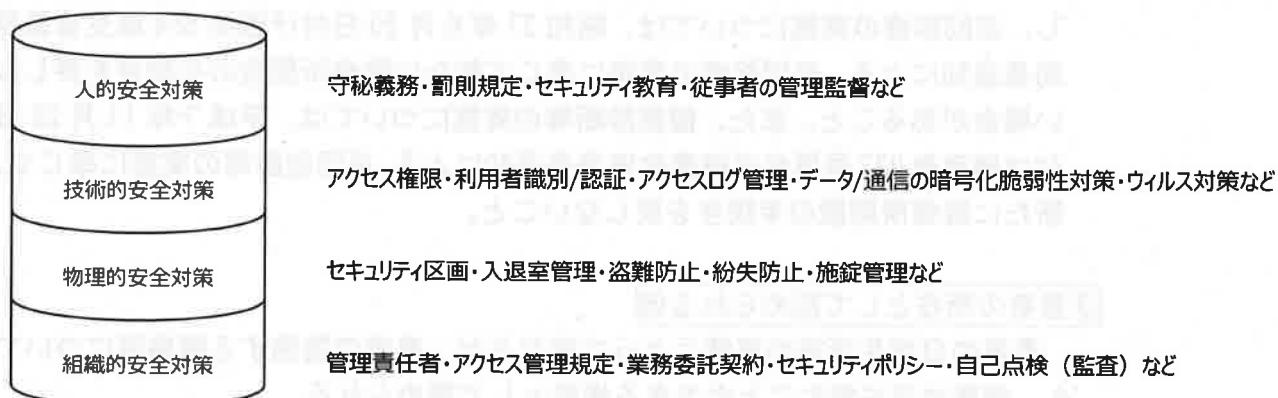 人的安全対策
守秘義務・罰則規定・セキュリティ教育・従事者の管理監督など
技術的安全対策
アクセス権限・利用者識別/認証・アクセスログ管理・データ/通信の暗号化脆弱性対策・ウィルス対策など
物理的安全対策
セキュリティ区画・入退室管理・盗難防止・紛失防止・施錠管理など
組織的安全対策
管理責任者・アクセス管理規定・業務委託契約・セキュリティポリシー・自己点検（監査）など